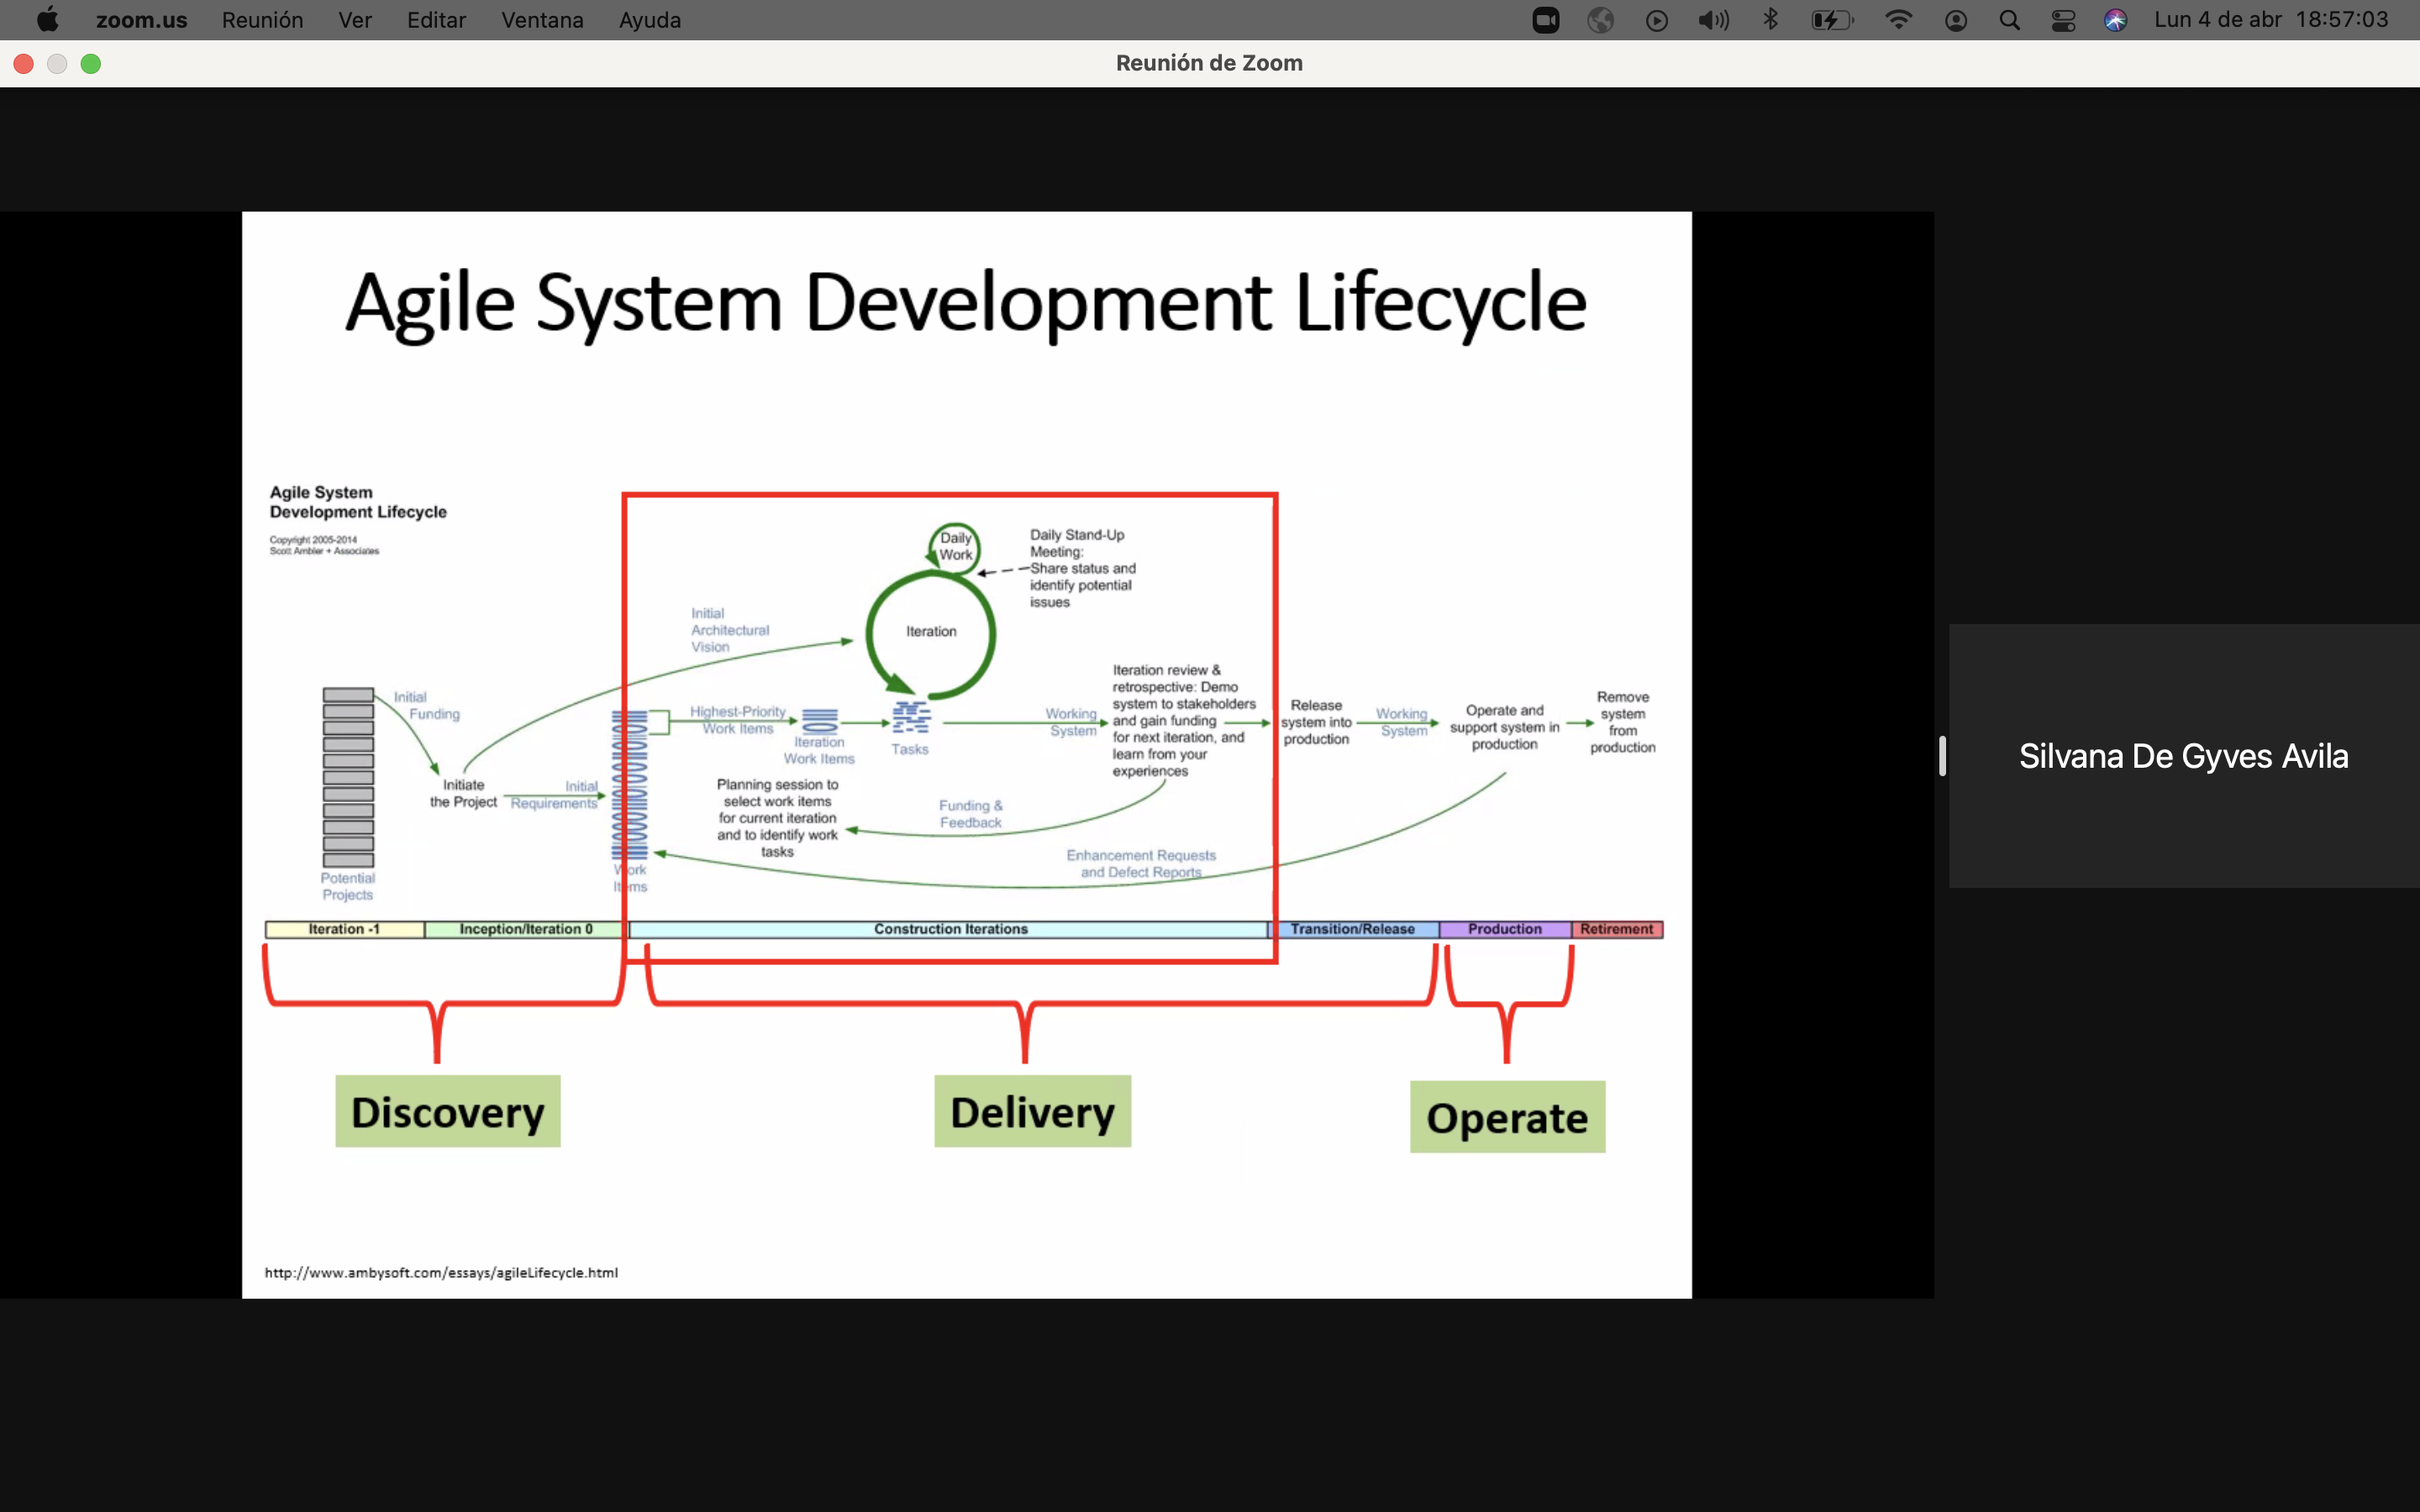 zoom.us Reunión Ver Editar Ventana Ayuda Lun 4 de abr 18:57:03
Reunión de Zoom
Agile System Development Lifecycle
Agile System
Development Lifecycle
Copyright 2005-2014
Scott Ambler + Associates
Daily
Work
Daily Stand-Up
Meeting:
Share status and
identify potential
issues
Iteration
Initial
Architectural
Vision
Initial
Funding
Initiate
the Project
Initial
Requirements
Potential
Projects
Work
Items
Highest-Priority
Work Items
Iteration
Work Items
Tasks
Planning session to
select work items
for current iteration
and to identify work
tasks
Working
System
Iteration review &
retrospective: Demo
system to stakeholders
and gain funding
for next iteration, and
learn from your
experiences
Funding &
Feedback
Enhancement Requests
and Defect Reports
Release
system into
production
Working
System
Operate and
support system in
production
Remove
system
from
production
Iteration -1 Inception/Iteration 0 Construction Iterations Transition/Release Production Retirement
Discovery Delivery Operate
http://www.ambysoft.com/essays/agileLifecycle.html
Silvana De Gyves Avila